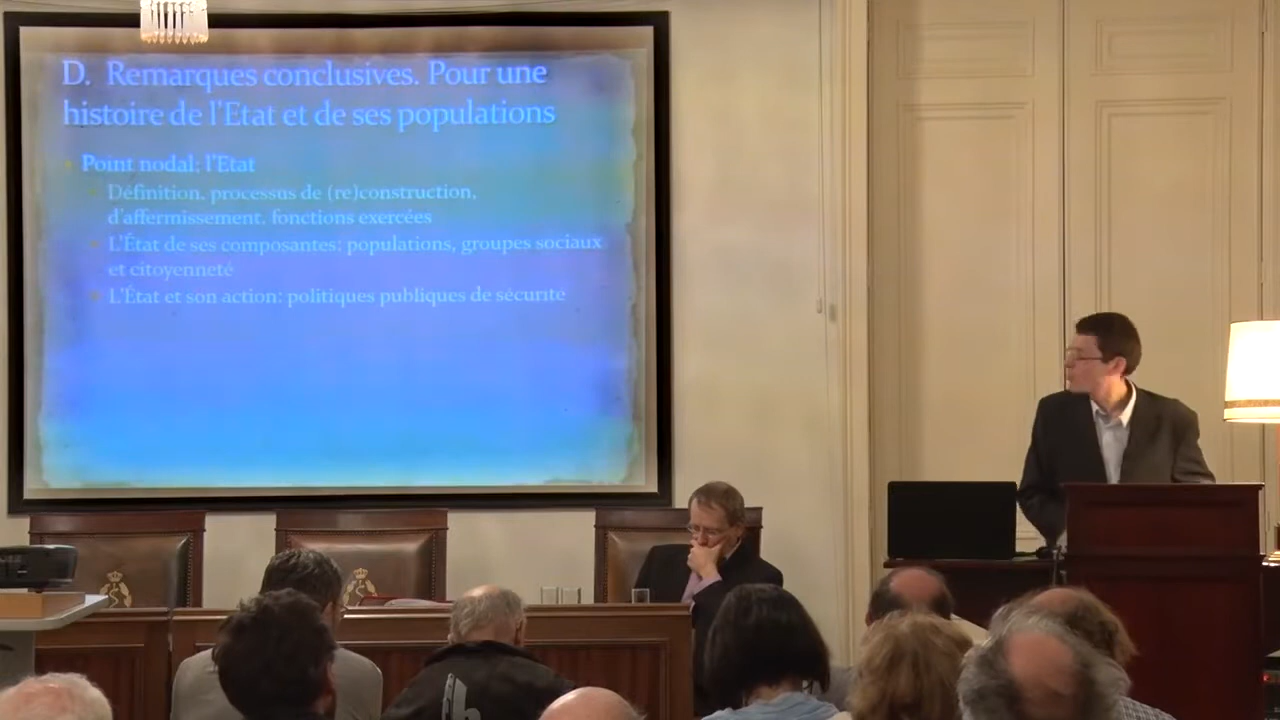 D. Remarques conclusives. Pour une
histoire de l'Etat et de ses populations
Point nodal: l'Etat
Définition, processus de (re)construction,
d'affermissement, fonctions exercées
L'État de ses composantes: populations, groupes sociaux
et citoyenneté
L'État et son action: politiques publiques de sécurité